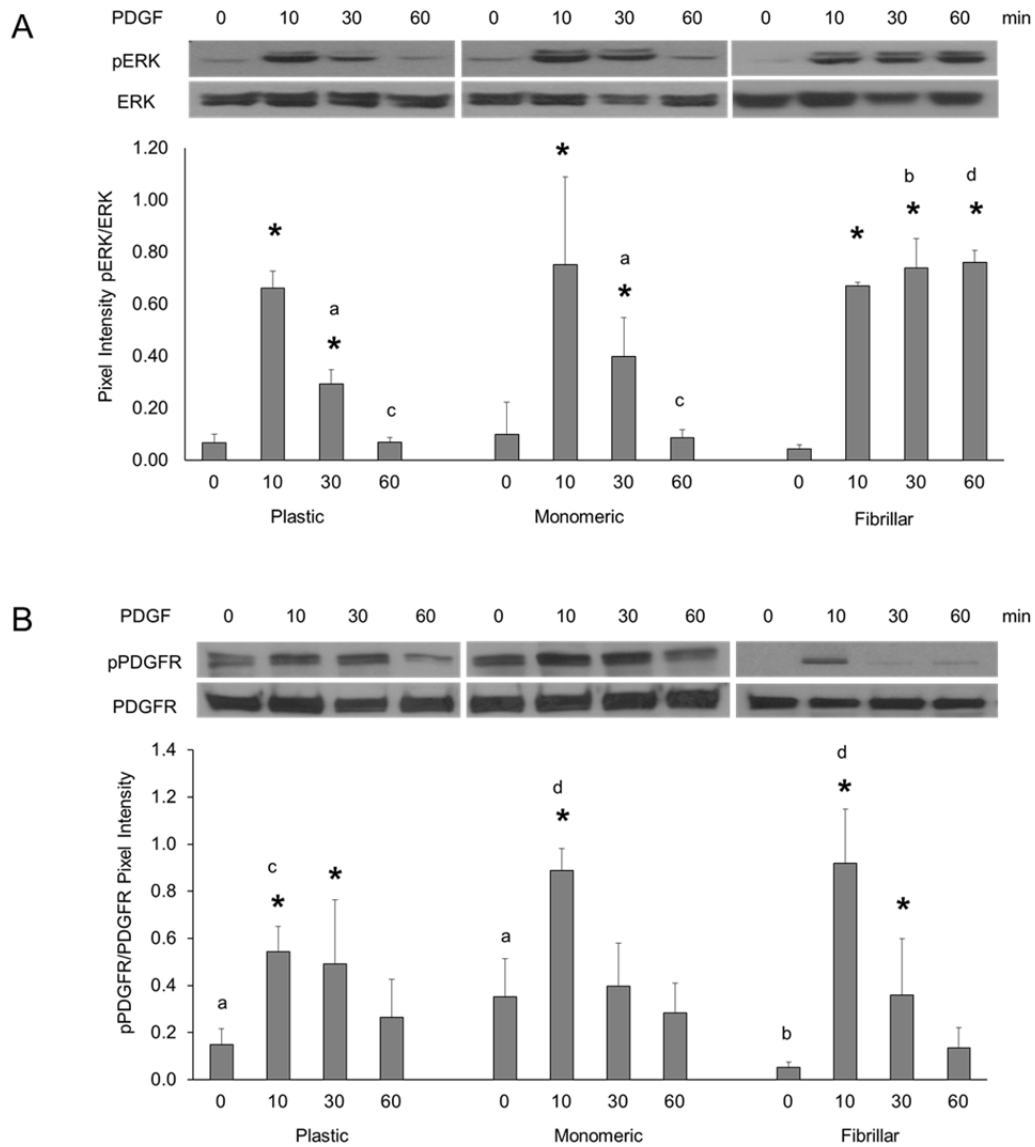 A
PDGF 0 10 30 60 0 10 30 60 0 10 30 60 min
pERK
ERK
Pixel Intensity pERK/ERK
1.20
1.00
0.80
0.60
0.40
0.20
0.00
* a * c
* a * c
* b * d *
0 10 30 60 0 10 30 60 0 10 30 60
Plastic Monomeric Fibrillar
B
PDGF 0 10 30 60 0 10 30 60 0 10 30 60 min
pPDGFR
PDGFR
pPDGFR/PDGFR Pixel Intensity
1.4
1.2
1.0
0.8
0.6
0.4
0.2
0.0
a c * *
a d *
b d * *
0 10 30 60 0 10 30 60 0 10 30 60
Plastic Monomeric Fibrillar